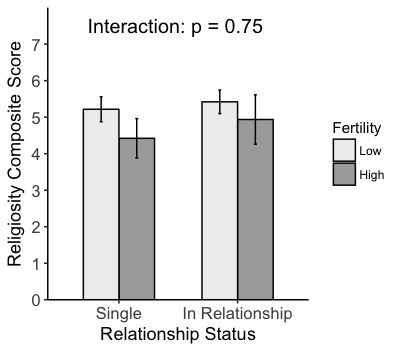 Interaction: p = 0.75
Religiosity Composite Score
7
6
5
4
3
2
1
0
Single
In Relationship
Relationship Status
Fertility
Low
High